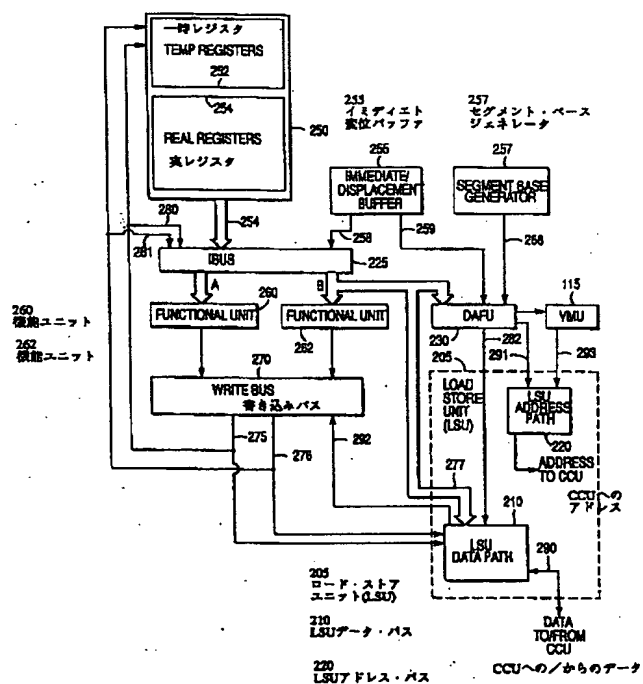 一時レジスタ
TEMP REGISTERS
252
254
REAL REGISTERS
実レジスタ
250
254
280
281
255
イミディエト
変位バッファ
255
IMMEDIATE/
DISPLACEMENT
BUFFER
257
セグメント・ベース
ジェネレータ
257
SEGMENT BASE
GENERATOR
258
259
256
IBUS
225
A
B
260
機能ユニット
262
機能ユニット
FUNCTIONAL UNIT
260
FUNCTIONAL UNIT
262
DAFU
230
VMU
115
282
291
293
205
270
WRITE BUS
書き込みバス
275
276
292
277
LOAD
STORE
UNIT
(LSU)
LSU
ADDRESS
PATH
220
ADDRESS
TO CCU
CCUへの
アドレス
210
LSU
DATA PATH
290
DATA
TO/FROM
CCU
CCUへの/からのデータ
205
ロード・ストア
ユニット(LSU)
210
LSUデータ・パス
220
LSUアドレス・パス